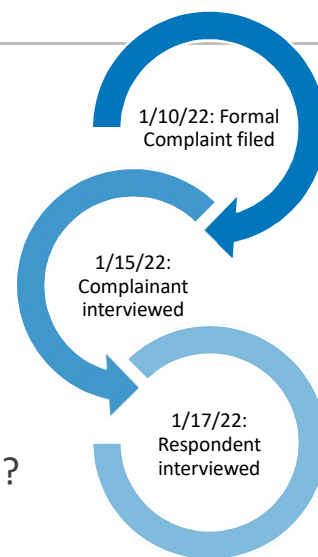 1/10/22: Formal
Complaint filed
1/15/22:
Complainant
interviewed
1/17/22:
Respondent
interviewed
?